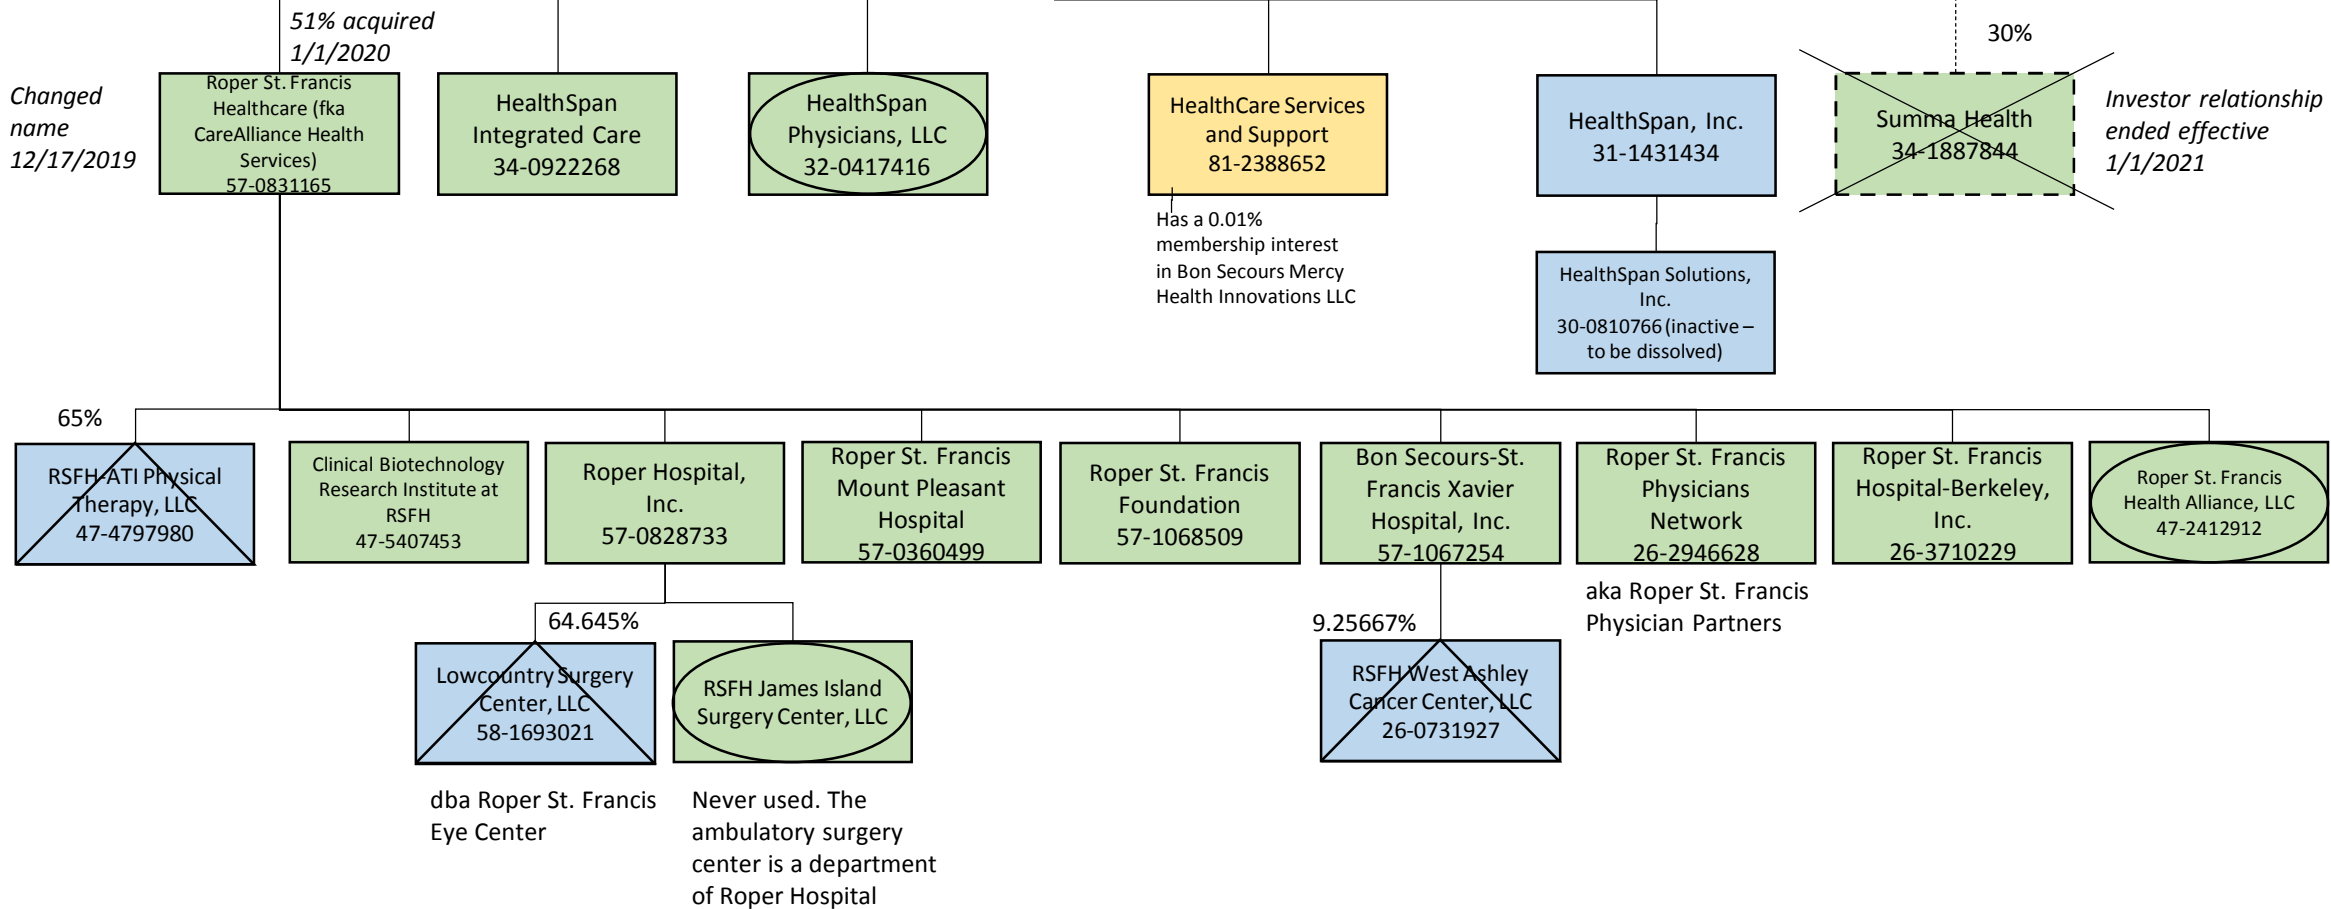 51% acquired
1/1/2020
30%
Changed
name
12/17/2019
Roper St. Francis
Healthcare (fka
CareAlliance Health
Services)
57-0831165
HealthSpan
Integrated Care
34-0922268
HealthSpan
Physicians, LLC
32-0417416
HealthCare Services
and Support
81-2388652
HealthSpan, Inc.
31-1431434
Summa Health
34-1887844
Investor relationship
ended effective
1/1/2021
Has a 0.01%
membership interest
in Bon Secours Mercy
Health Innovations LLC
HealthSpan Solutions,
Inc.
30-0810766 (inactive –
to be dissolved)
65%
RSFH-ATI Physical
Therapy, LLC
47-4797980
Clinical Biotechnology
Research Institute at
RSFH
47-5407453
Roper Hospital,
Inc.
57-0828733
Roper St. Francis
Mount Pleasant
Hospital
57-0360499
Roper St. Francis
Foundation
57-1068509
Bon Secours-St.
Francis Xavier
Hospital, Inc.
57-1067254
Roper St. Francis
Physicians
Network
26-2946628
Roper St. Francis
Hospital-Berkeley,
Inc.
26-3710229
Roper St. Francis
Health Alliance, LLC
47-2412912
aka Roper St. Francis
Physician Partners
64.645%
9.25667%
Lowcountry Surgery
Center, LLC
58-1693021
RSFH James Island
Surgery Center, LLC
RSFH West Ashley
Cancer Center, LLC
26-0731927
dba Roper St. Francis
Eye Center
Never used. The
ambulatory surgery
center is a department
of Roper Hospital